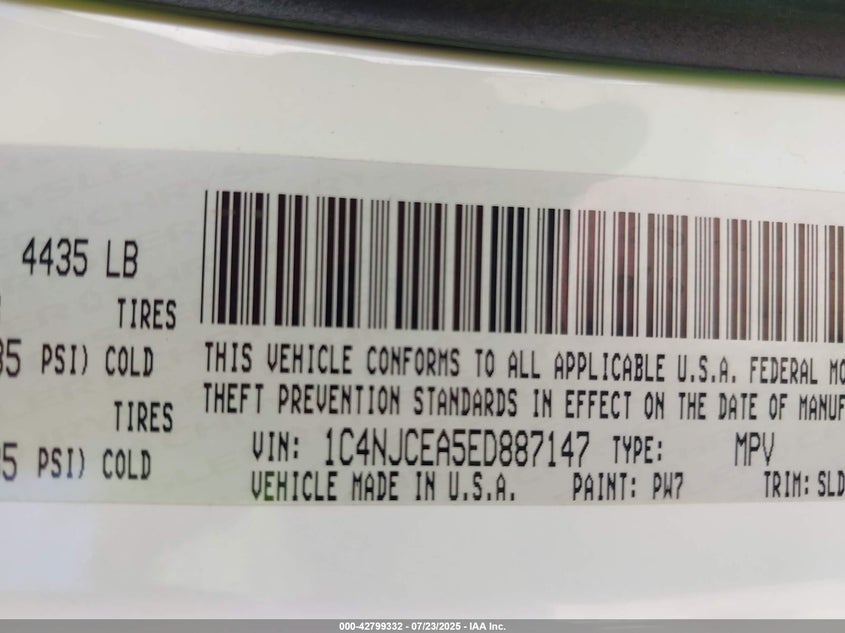 4435 LB
TIRES
PSI) COLD
TIRES
PSI) COLD
THIS VEHICLE CONFORMS TO ALL APPLICABLE U.S.A. FEDERAL MO
THEFT PREVENTION STANDARDS IN EFFECT ON THE DATE OF MANUF
VIN: 1C4NJCEA5ED887147 TYPE: MPV
VEHICLE MADE IN U.S.A. PAINT: PW7 TRIM: SLD
000-42799332 - 07/23/2025 - IAA Inc.